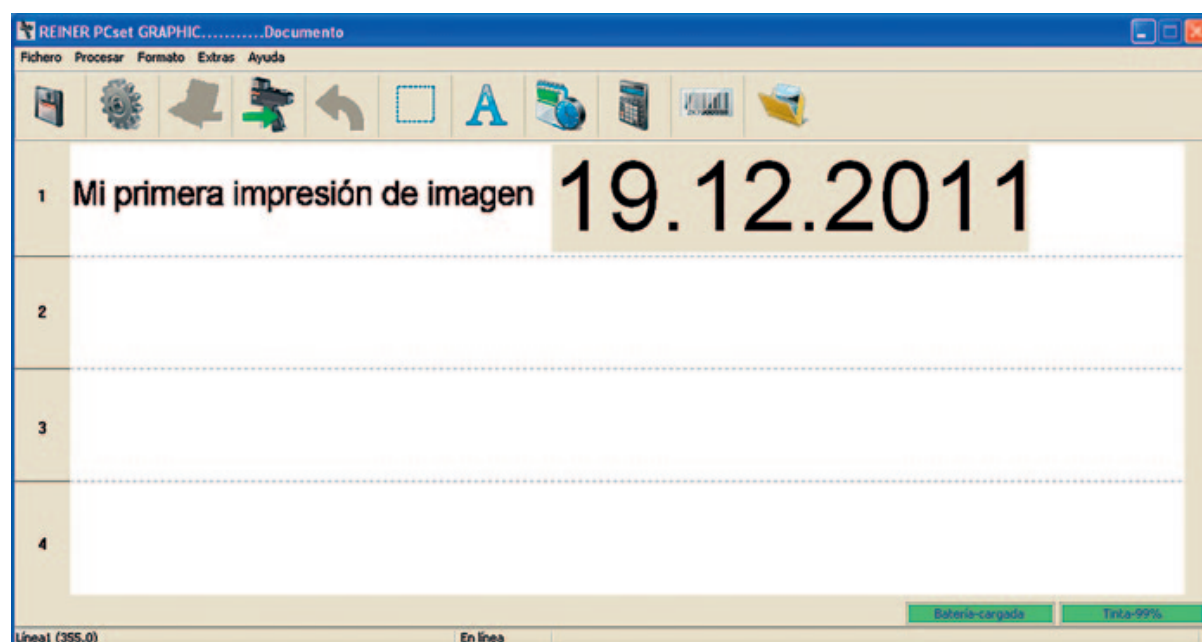 REINER PCset GRAPHIC...........Documento
Fichero Procesar Formato Extras Ayuda
1 Mi primera impresión de imagen 19.12.2011
2
3
4
Batería-cargada Tinta-99%
Línea1 (355,0) En línea